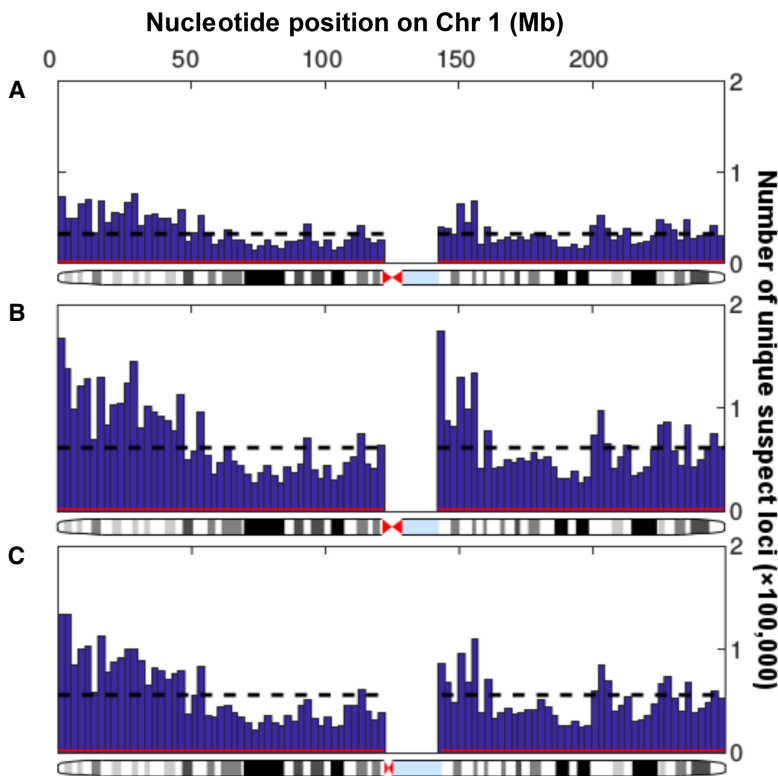 Nucleotide position on Chr 1 (Mb)
0 50 100 150 200
A
2
1
0
B
2
1
0
C
2
1
0
Number of unique suspect loci (×100,000)